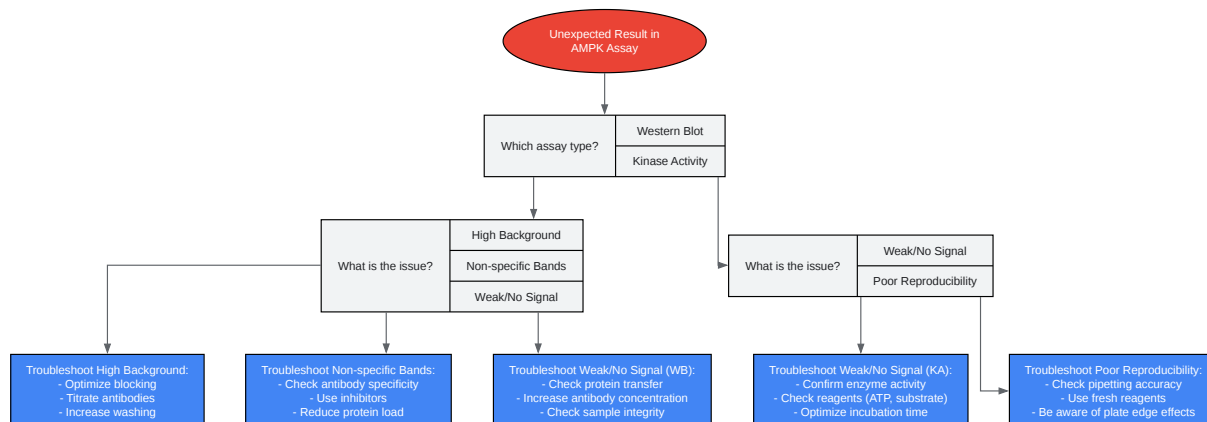 Unexpected Result in
AMPK Assay
Which assay type?
Western Blot
Kinase Activity
What is the issue?
High Background
Non-specific Bands
Weak/No Signal
What is the issue?
Weak/No Signal
Poor Reproducibility
Troubleshoot High Background:
- Optimize blocking
- Titrate antibodies
- Increase washing
Troubleshoot Non-specific Bands:
- Check antibody specificity
- Use inhibitors
- Reduce protein load
Troubleshoot Weak/No Signal (WB):
- Check protein transfer
- Increase antibody concentration
- Check sample integrity
Troubleshoot Weak/No Signal (KA):
- Confirm enzyme activity
- Check reagents (ATP, substrate)
- Optimize incubation time
Troubleshoot Poor Reproducibility:
- Check pipetting accuracy
- Use fresh reagents
- Be aware of plate edge effects